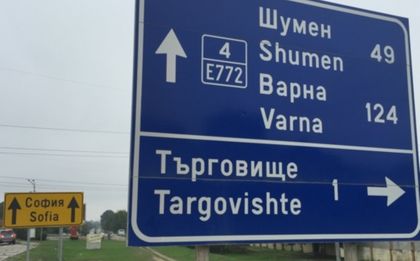 Шумен
Shumen 49
4
E772
Варна
Varna 124
Търговище
Targovishte 1
София
Sofia